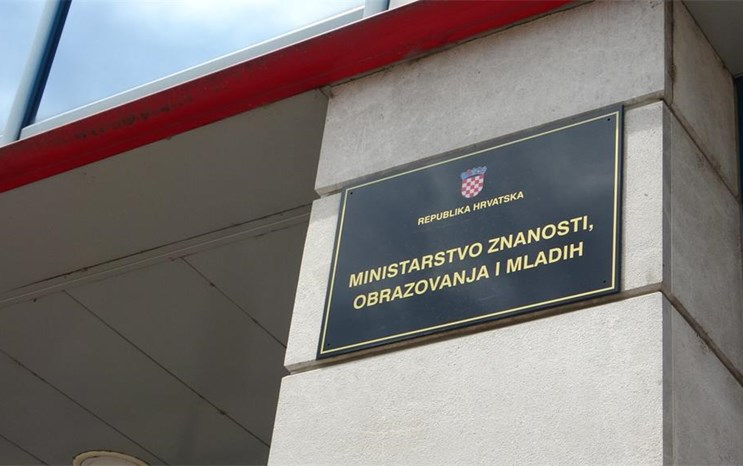 REPUBLIKA HRVATSKA
MINISTARSTVO ZNANOSTI,
OBRAZOVANJA I MLADIH